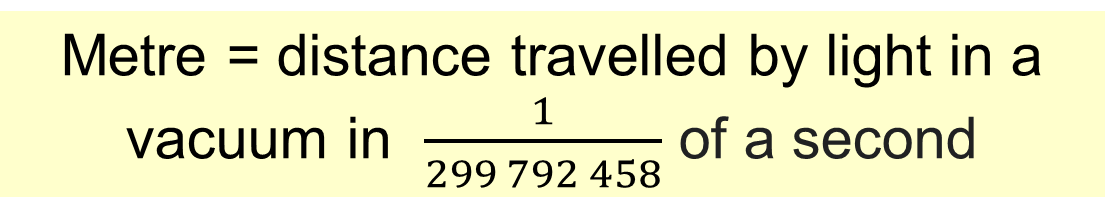 Metre = distance travelled by light in a
vacuum in 1/299 792 458 of a second